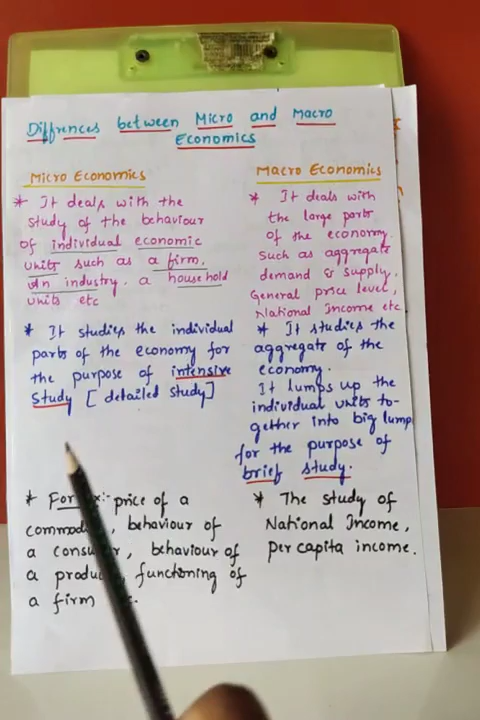 Diffrences between Micro and Macro
Economics
Micro Economics
* It deals with the
study of the behaviour
of individual economic
units such as a firm,
an industry, a household
units etc
* It studies the individual
parts of the economy for
the purpose of intensive
study [detailed study]
* For ex:- price of a
behaviour of
a consumer, behaviour of
a producer, functioning of
a firm
Macro Economics
* It deals with
the large parts
of the economy,
such as aggregate
demand & supply,
General price level,
National Income etc
* It studies the
aggregate of the
economy.
It lumps up the
individual units to-
gether into big lump
for the purpose of
brief study.
* The study of
National Income,
per capita income.